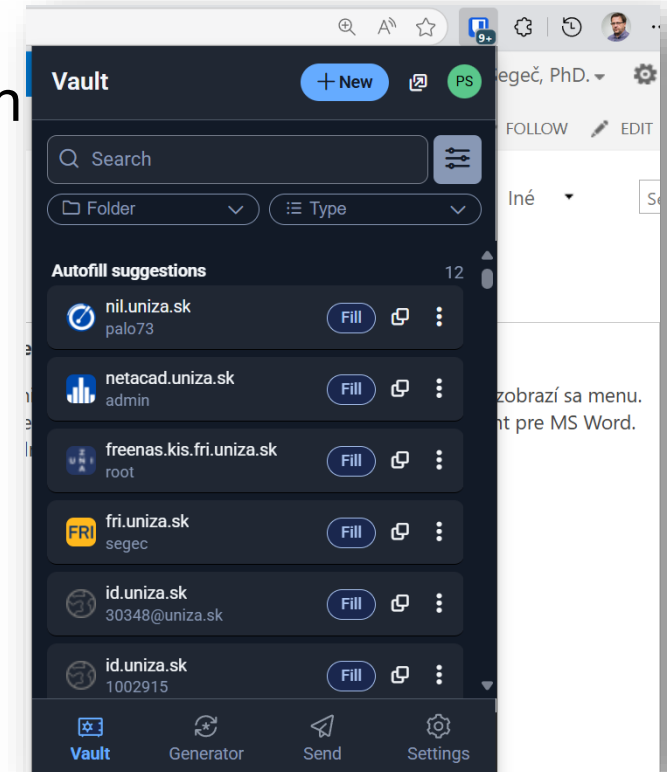 n
9+
Vault
New
PS
egeč, PhD.
FOLLOW
EDIT
Search
Iné
Folder
Type
Autofill suggestions
12
nil.uniza.sk
palo73
Fill
netacad.uniza.sk
admin
Fill
zobrazí sa menu.
nt pre MS Word.
freenas.kis.fri.uniza.sk
root
Fill
FRI
fri.uniza.sk
segec
Fill
id.uniza.sk
30348@uniza.sk
Fill
id.uniza.sk
1002915
Fill
Vault
Generator
Send
Settings